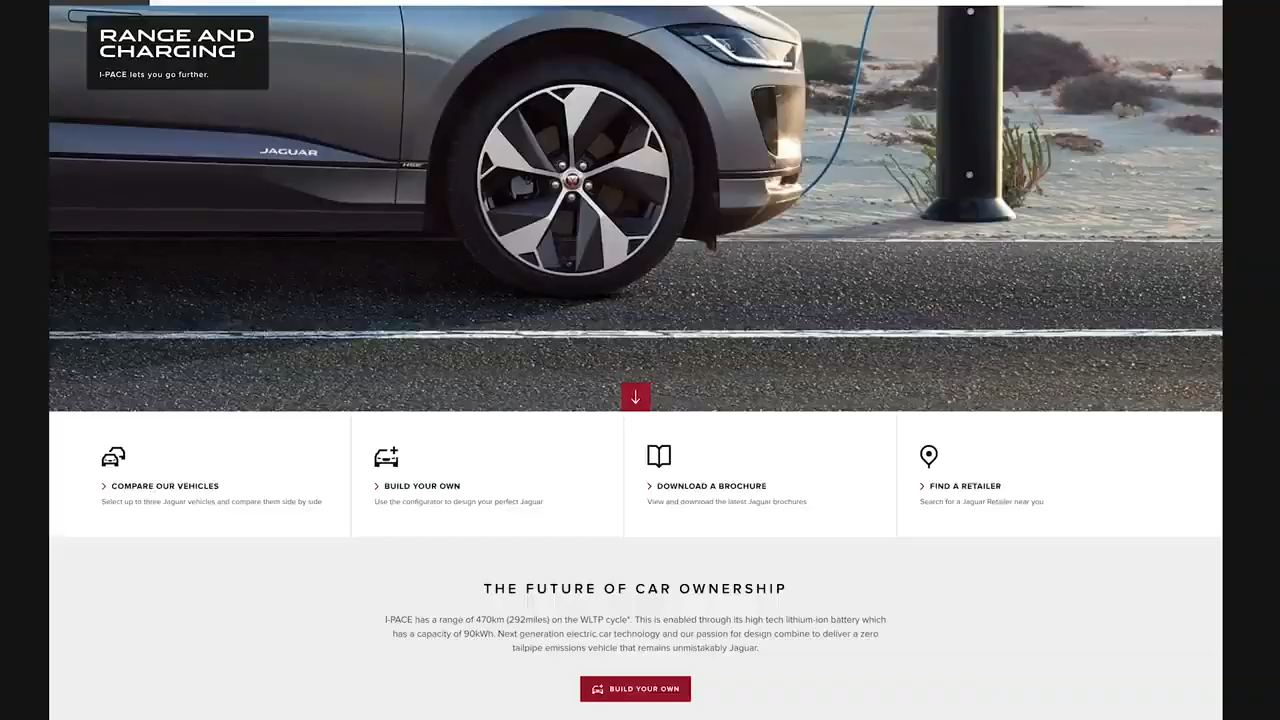 RANGE AND
CHARGING
I-PACE lets you go further.
JAGUAR
HSE
COMPARE OUR VEHICLES
Select up to three Jaguar vehicles and compare them side by side
BUILD YOUR OWN
Use the configurator to design your perfect Jaguar
DOWNLOAD A BROCHURE
View and download the latest Jaguar brochures
FIND A RETAILER
Search for a Jaguar Retailer near you
THE FUTURE OF CAR OWNERSHIP
I-PACE has a range of 470km (292miles) on the WLTP cycle*. This is enabled through its high tech lithium-ion battery which
has a capacity of 90kWh. Next generation electric car technology and our passion for design combine to deliver a zero
tailpipe emissions vehicle that remains unmistakably Jaguar.
BUILD YOUR OWN